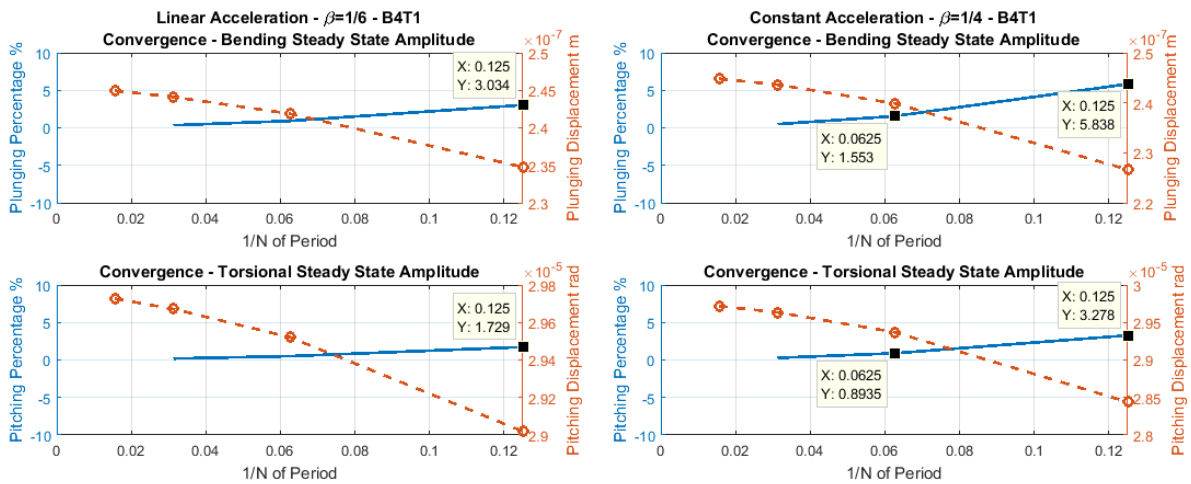 Linear Acceleration - β=1/6 - B4T1
Convergence - Bending Steady State Amplitude
×10⁻⁷
Plunging Percentage %
10
5
0
-5
-10
X: 0.125
Y: 3.034
2.5
2.45
2.4
2.35
2.3
Plunging Displacement m
0
0.02
0.04
0.06
0.08
0.1
0.12
1/N of Period
Constant Acceleration - β=1/4 - B4T1
Convergence - Bending Steady State Amplitude
×10⁻⁷
Plunging Percentage %
10
5
0
-5
-10
X: 0.0625
Y: 1.553
X: 0.125
Y: 5.838
2.5
2.4
2.3
2.2
Plunging Displacement m
0
0.02
0.04
0.06
0.08
0.1
0.12
1/N of Period
Convergence - Torsional Steady State Amplitude
×10⁻⁵
Pitching Percentage %
10
5
0
-5
-10
X: 0.125
Y: 1.729
2.98
2.96
2.94
2.92
2.9
Pitching Displacement rad
0
0.02
0.04
0.06
0.08
0.1
0.12
1/N of Period
Convergence - Torsional Steady State Amplitude
×10⁻⁵
Pitching Percentage %
10
5
0
-5
-10
X: 0.0625
Y: 0.8935
X: 0.125
Y: 3.278
3
2.95
2.9
2.85
2.8
Pitching Displacement rad
0
0.02
0.04
0.06
0.08
0.1
0.12
1/N of Period